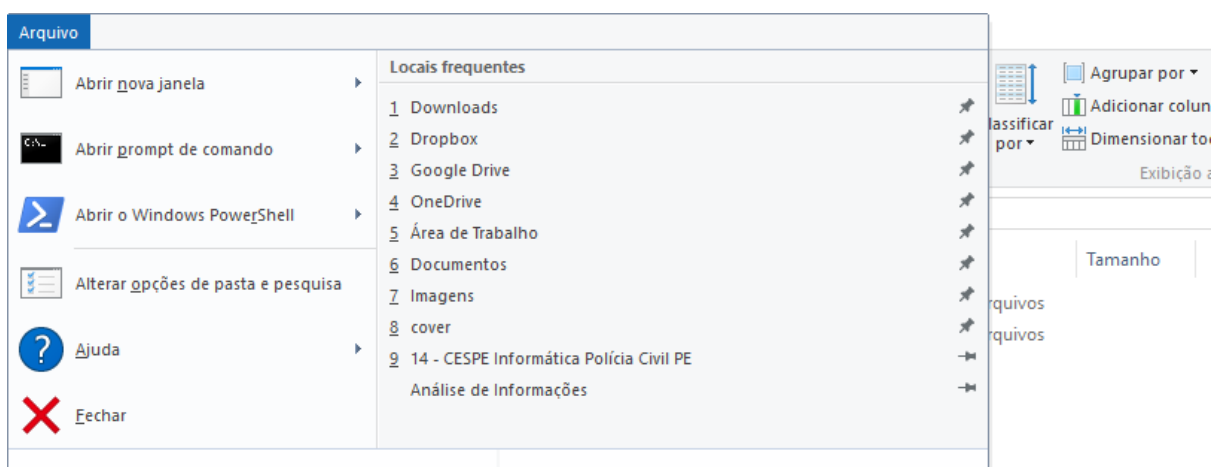 Arquivo
Abrir nova janela
C:\_
Abrir prompt de comando
Abrir o Windows PowerShell
Alterar opções de pasta e pesquisa
Ajuda
Fechar
Locais frequentes
1 Downloads
2 Dropbox
3 Google Drive
4 OneDrive
5 Área de Trabalho
6 Documentos
7 Imagens
8 cover
9 14 - CESPE Informática Polícia Civil PE
Análise de Informações
lassificar
por
Agrupar por
Adicionar colun
Dimensionar to
Exibição a
Tamanho
rquivos
rquivos